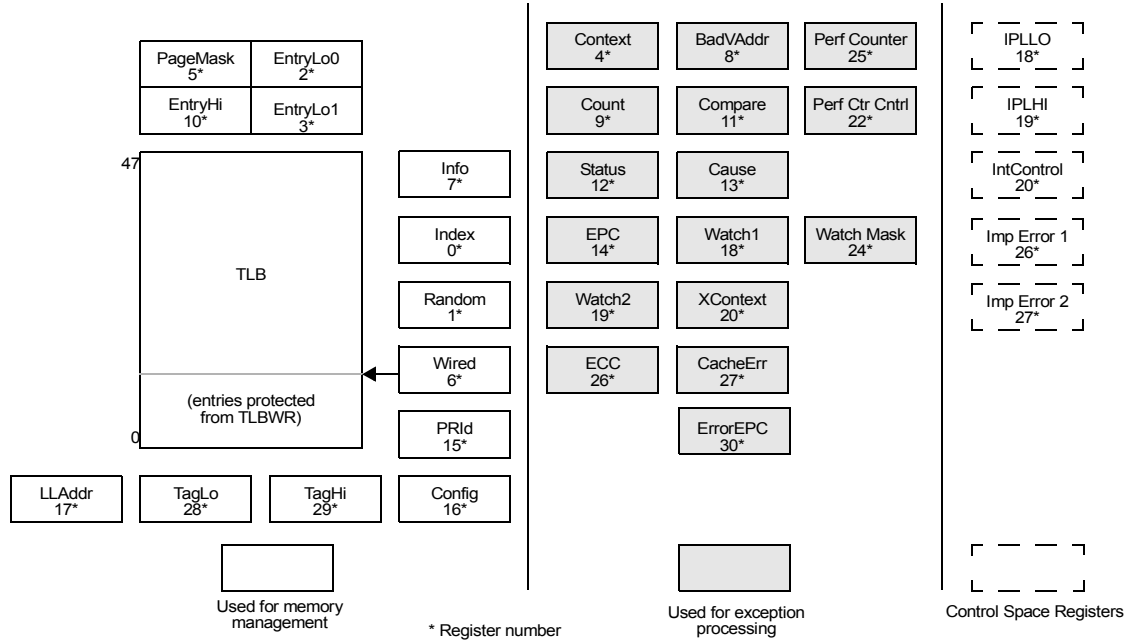 PageMask
5*
EntryLo0
2*
EntryHi
10*
EntryLo1
3*
47
TLB
(entries protected
from TLBWR)
0
Info
7*
Index
0*
Random
1*
Wired
6*
PRId
15*
LLAddr
17*
TagLo
28*
TagHi
29*
Config
16*
Used for memory
management
* Register number
Context
4*
BadVAddr
8*
Perf Counter
25*
Count
9*
Compare
11*
Perf Ctr Cntrl
22*
Status
12*
Cause
13*
EPC
14*
Watch1
18*
Watch Mask
24*
Watch2
19*
XContext
20*
ECC
26*
CacheErr
27*
ErrorEPC
30*
Used for exception
processing
IPLLO
18*
IPLHI
19*
IntControl
20*
Imp Error 1
26*
Imp Error 2
27*
Control Space Registers